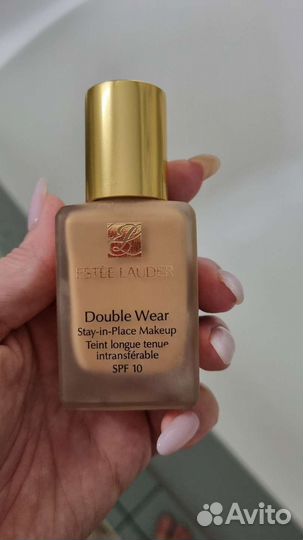 ESTĒE LAUDER
Double Wear
Stay-in-Place Makeup
Teint longue tenue
intransférable
SPF 10
Avito